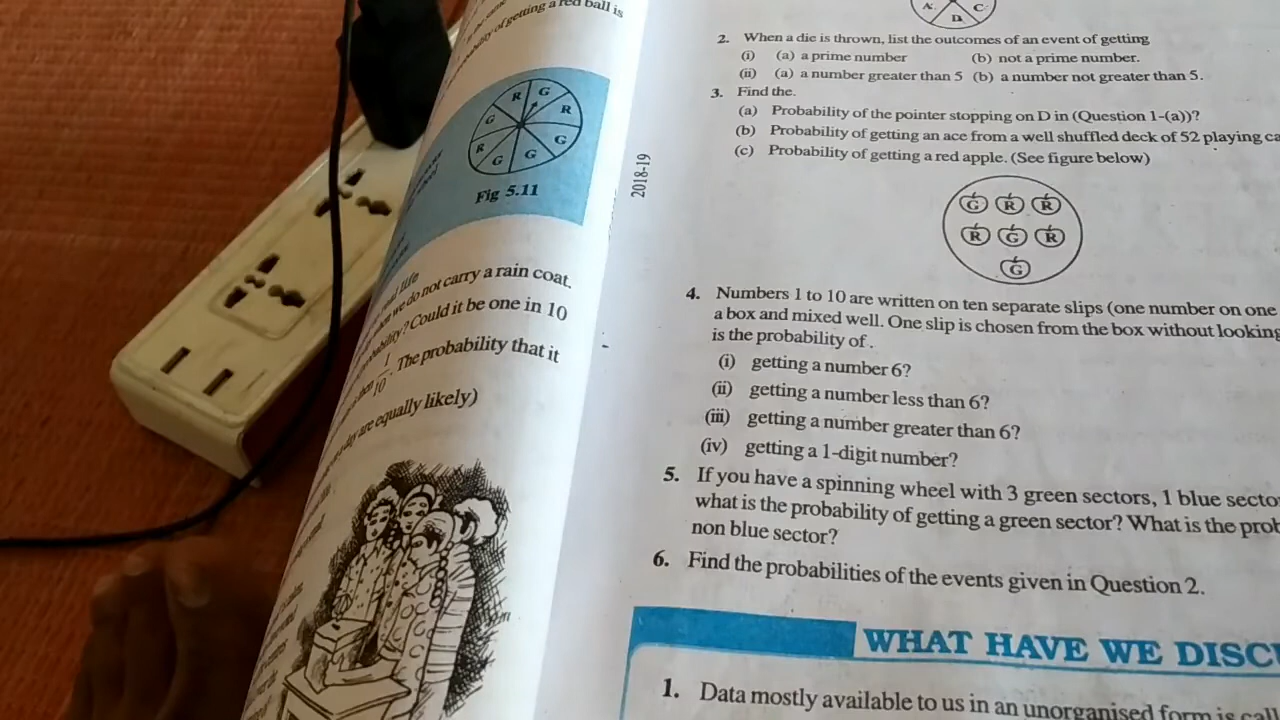 of getting a red ball is
R G R G G G R G
Fig 5.11
we do not carry a rain coat.
probability? Could it be one in 10
1/10. The probability that it
day are equally likely)
2018-19
A C
D
2. When a die is thrown, list the outcomes of an event of getting
(i) (a) a prime number (b) not a prime number.
(ii) (a) a number greater than 5 (b) a number not greater than 5.
3. Find the.
(a) Probability of the pointer stopping on D in (Question 1-(a))?
(b) Probability of getting an ace from a well shuffled deck of 52 playing ca
(c) Probability of getting a red apple. (See figure below)
G R R
R G R
G
4. Numbers 1 to 10 are written on ten separate slips (one number on one
a box and mixed well. One slip is chosen from the box without looking
is the probability of .
(i) getting a number 6?
(ii) getting a number less than 6?
(iii) getting a number greater than 6?
(iv) getting a 1-digit number?
5. If you have a spinning wheel with 3 green sectors, 1 blue secto
what is the probability of getting a green sector? What is the prob
non blue sector?
6. Find the probabilities of the events given in Question 2.
WHAT HAVE WE DISC
1. Data mostly available to us in an unorganised form is call